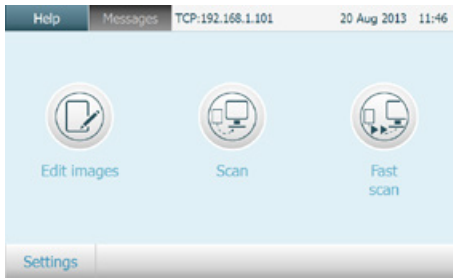 Help Messages TCP:192.168.1.101 20 Aug 2013 11:46
Edit images Scan Fast
scan
Settings